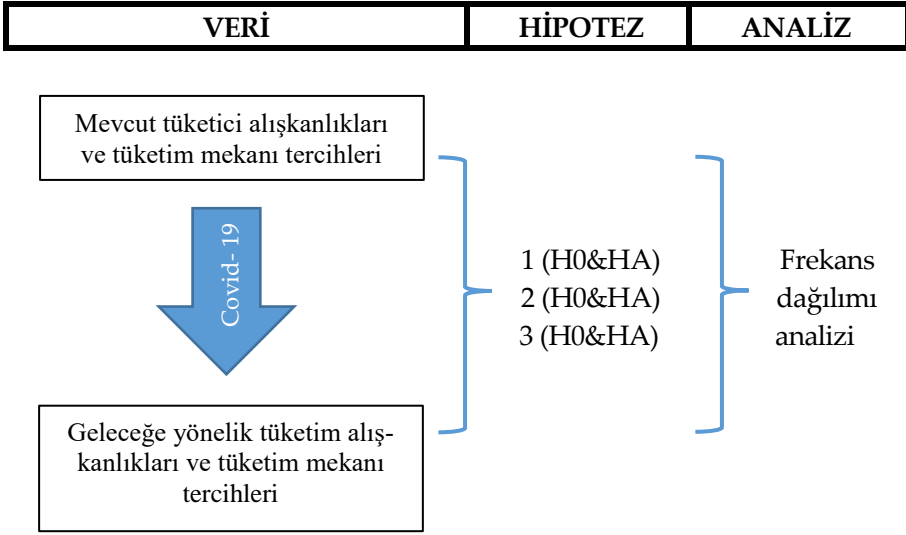 VERİ
HİPOTEZ
ANALİZ
Mevcut tüketici alışkanlıkları
ve tüketim mekanı tercihleri
Covid- 19
Geleceğe yönelik tüketim alış-
kanlıkları ve tüketim mekanı
tercihleri
1 (H0&HA)
2 (H0&HA)
3 (H0&HA)
Frekans
dağılımı
analizi